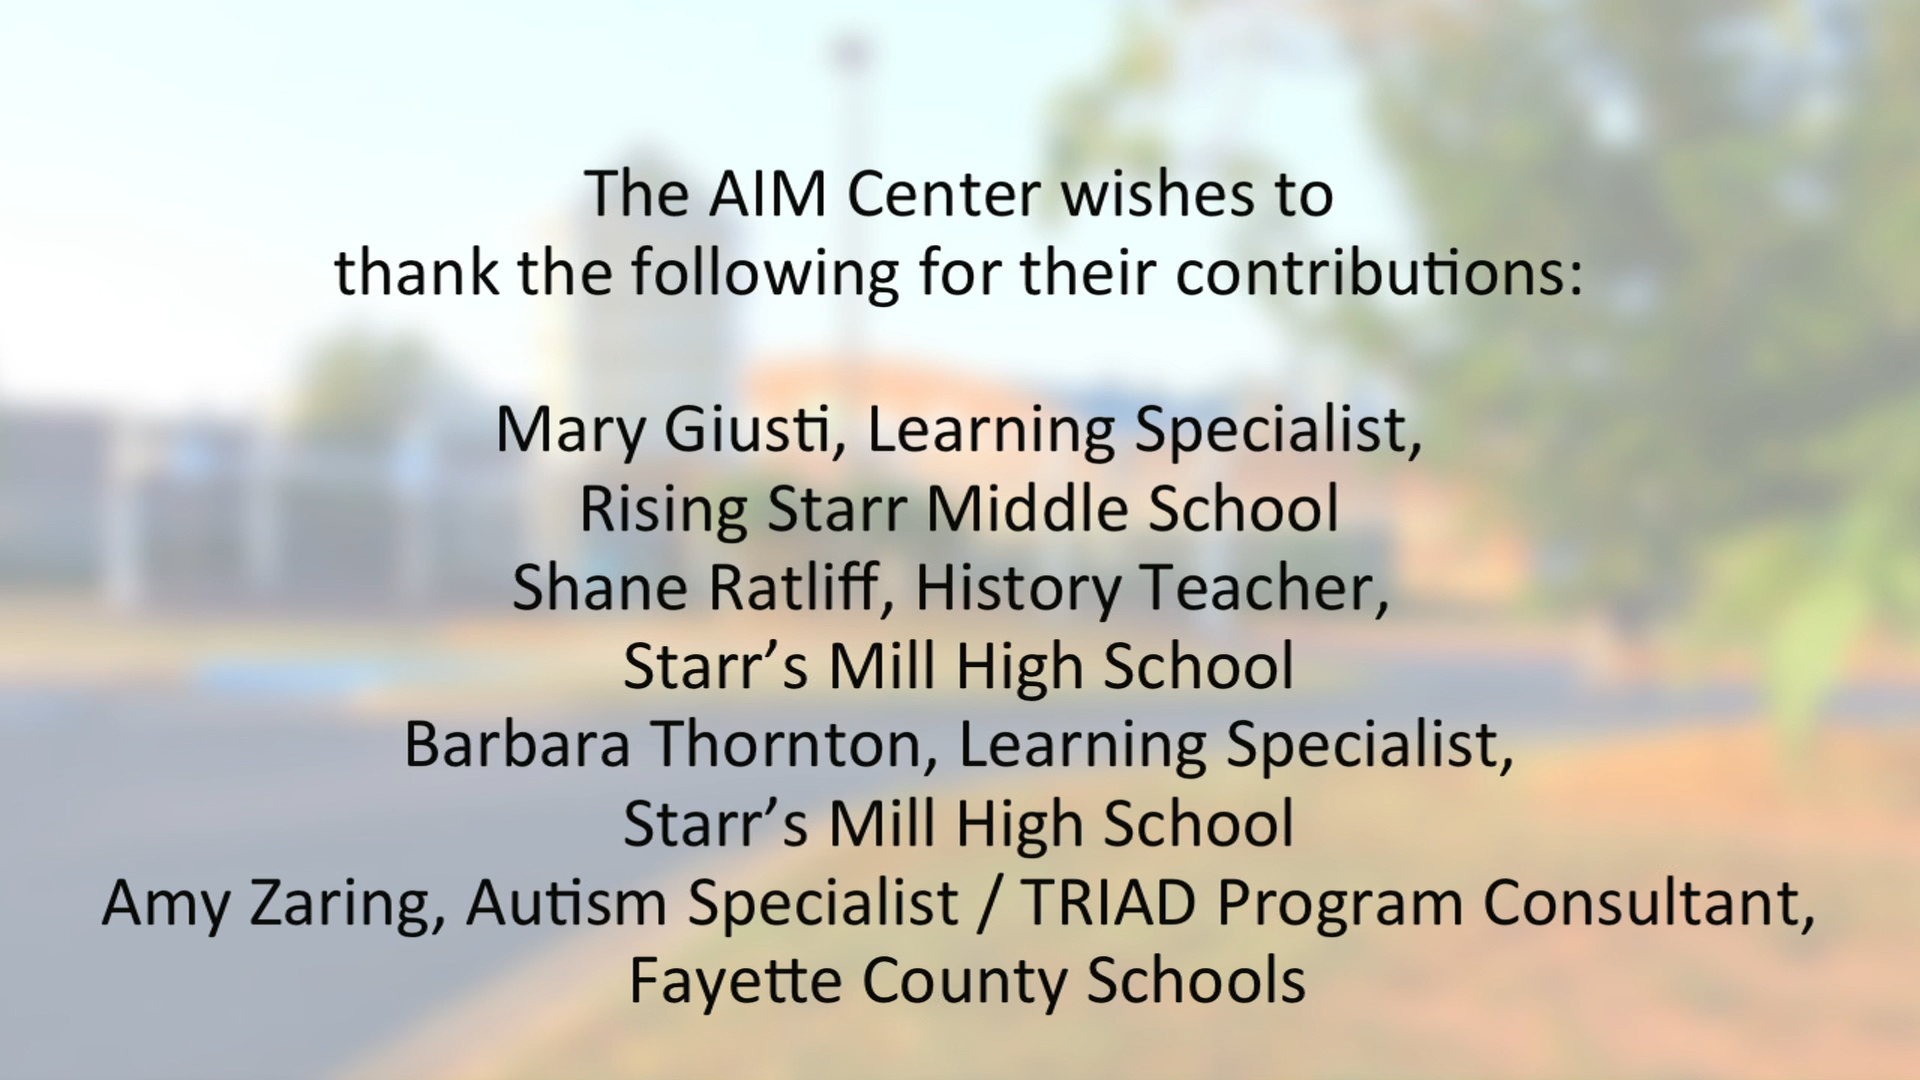 The AIM Center wishes to
thank the following for their contributions:
Mary Giusti, Learning Specialist,
Rising Starr Middle School
Shane Ratliff, History Teacher,
Starr’s Mill High School
Barbara Thornton, Learning Specialist,
Starr’s Mill High School
Amy Zaring, Autism Specialist / TRIAD Program Consultant,
Fayette County Schools